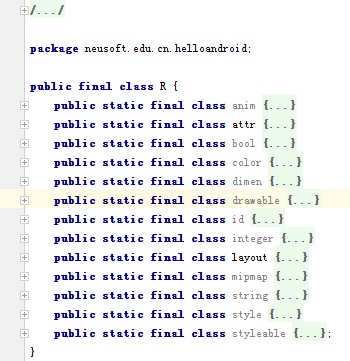 /.../
package neusoft.edu.cn.helloandroid;
public final class R {
public static final class anim {...}
public static final class attr {...}
public static final class bool {...}
public static final class color {...}
public static final class dimen {...}
public static final class drawable {...}
public static final class id {...}
public static final class integer {...}
public static final class layout {...}
public static final class mipmap {...}
public static final class string {...}
public static final class style {...}
public static final class styleable {...};
}